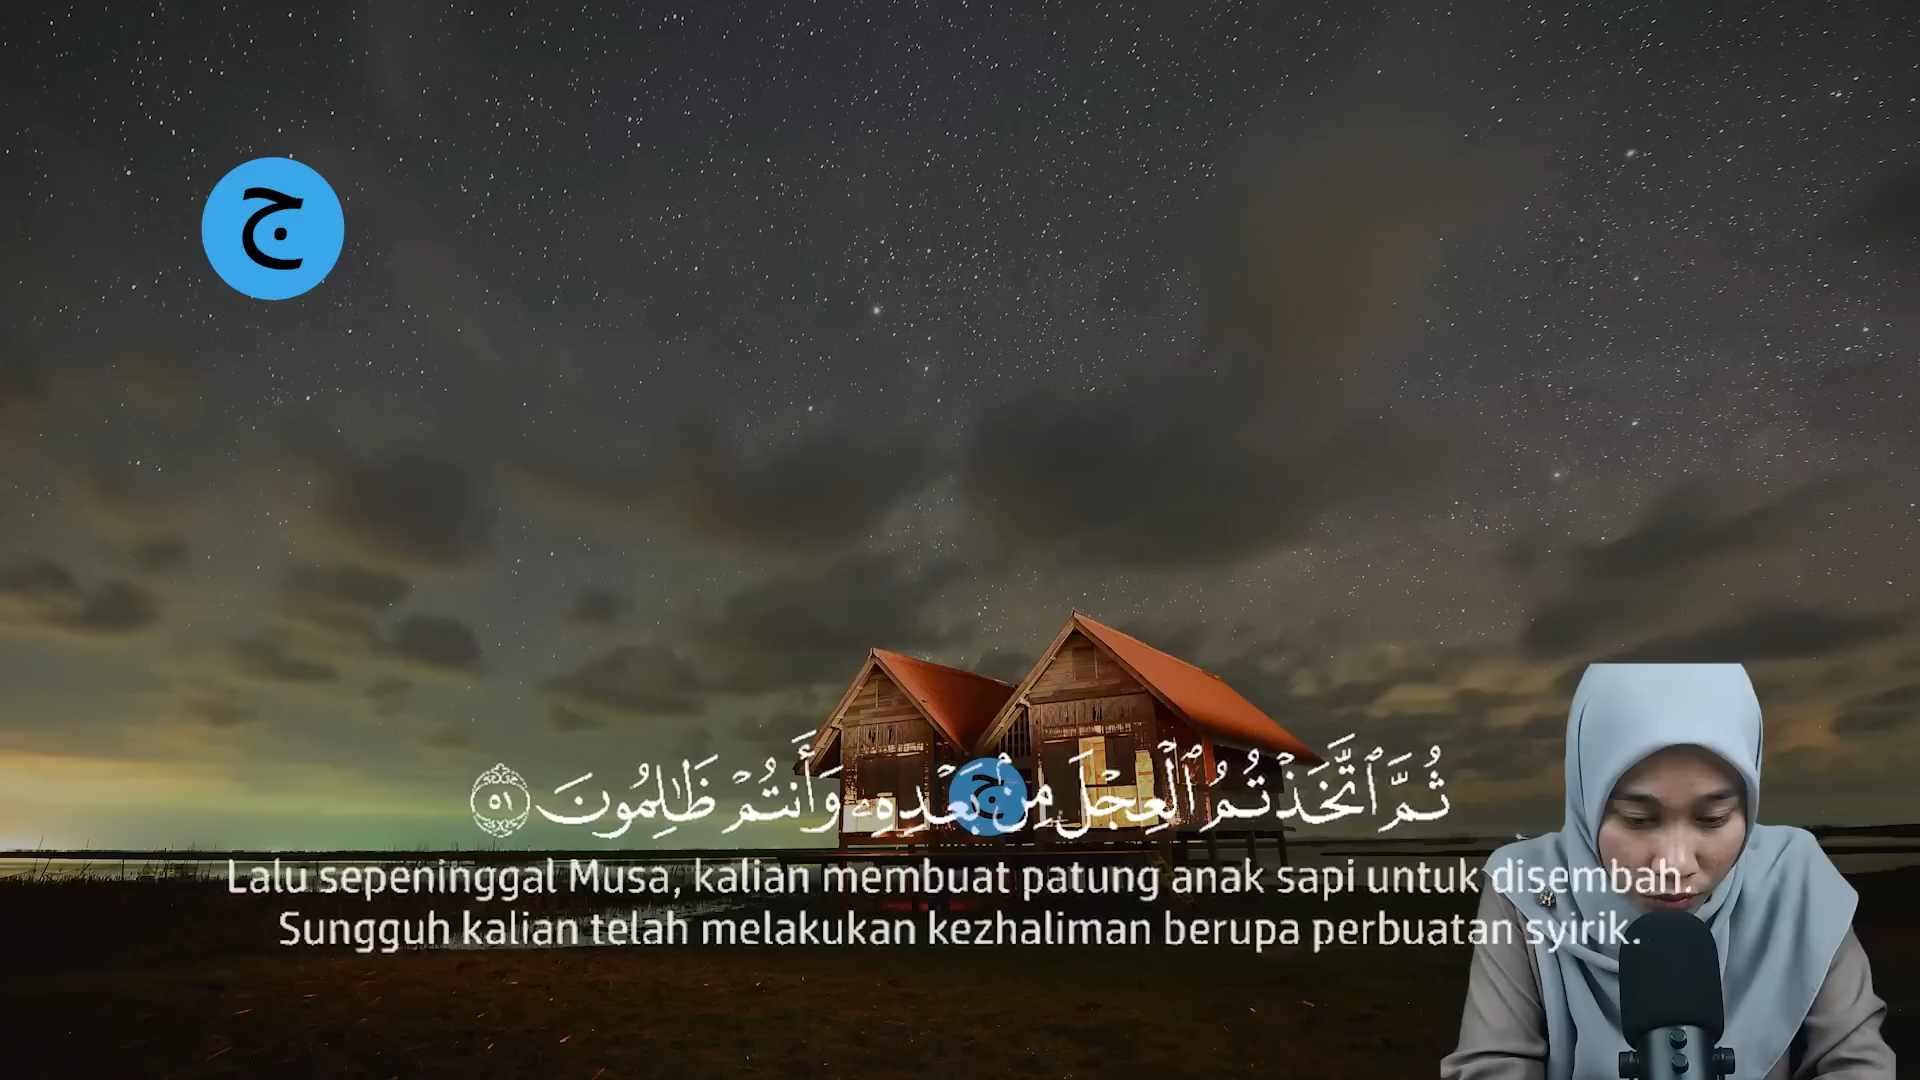 ج
ثُمَّ ٱتَّخَذْتُمُ ٱلْعِجْلَ مِنۢ بَعْدِهِۦ وَأَنتُمْ ظَٰلِمُونَ ٥١
ج
Lalu sepeninggal Musa, kalian membuat patung anak sapi untuk disembah.
Sungguh kalian telah melakukan kezhaliman berupa perbuatan syirik.